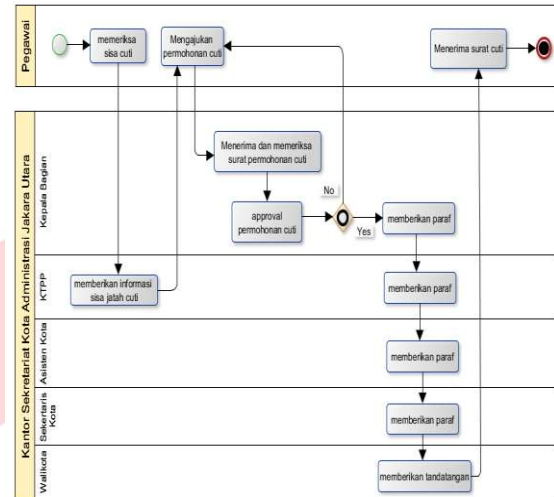 Pegawai
memeriksa
sisa cuti
Mengajukan
permohonan cuti
Menerima surat cuti
Kantor Sekretariat Kota Administrasi Jakara Utara
Kepala Bagian
Menerima dan memeriksa
surat permohonan cuti
approval
permohonan cuti
No
Yes
memberikan paraf
KTPP
memberikan informasi
sisa jatah cuti
memberikan paraf
Asisten Kota
memberikan paraf
Sekertaris
Kota
memberikan paraf
Walikota
memberikan tandatangan